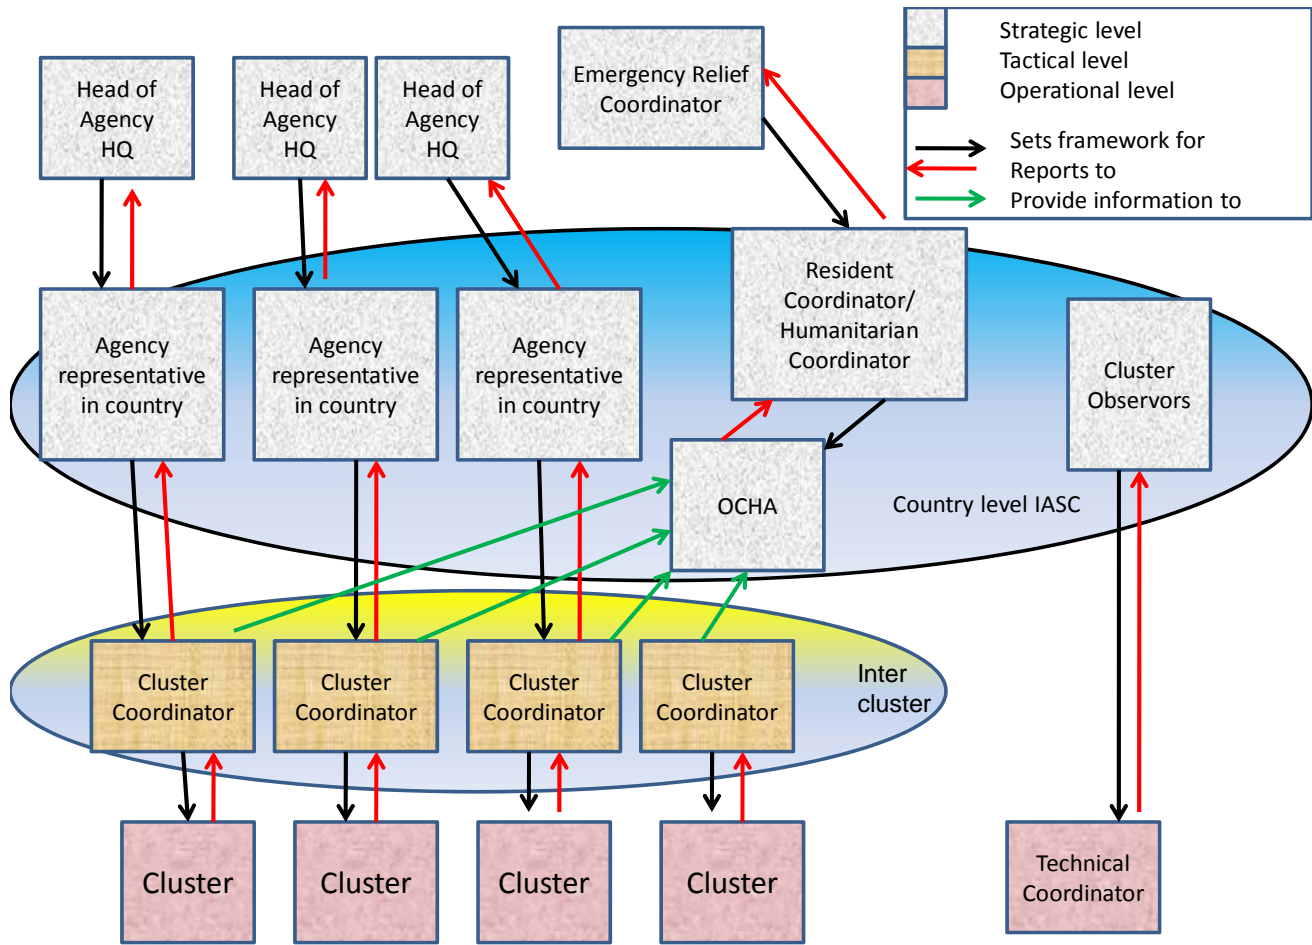 Head of
Agency
HQ
Head of
Agency
HQ
Head of
Agency
HQ
Emergency Relief
Coordinator
Strategic level
Tactical level
Operational level
Sets framework for
Reports to
Provide information to
Agency
representative
in country
Agency
representative
in country
Agency
representative
in country
Resident
Coordinator/
Humanitarian
Coordinator
Cluster
Observors
OCHA
Country level IASC
Cluster
Coordinator
Cluster
Coordinator
Cluster
Coordinator
Cluster
Coordinator
Inter
cluster
Cluster
Cluster
Cluster
Cluster
Technical
Coordinator